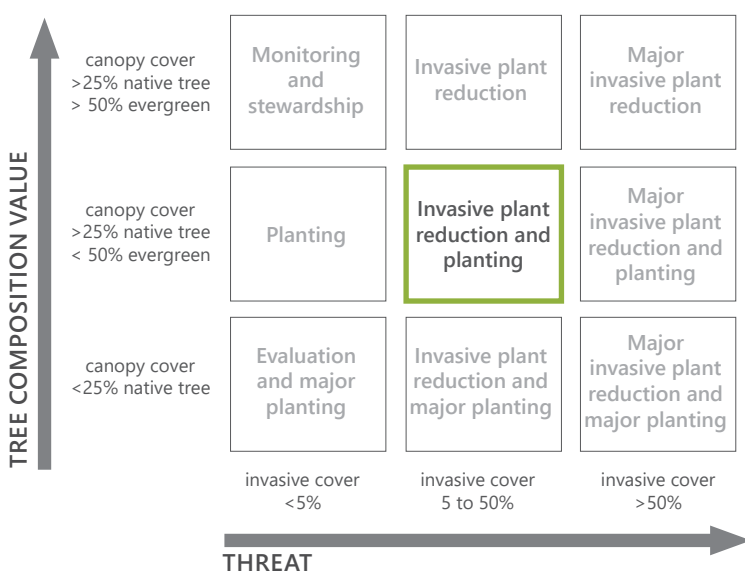 TREE COMPOSITION VALUE
canopy cover
>25% native tree
> 50% evergreen
Monitoring
and
stewardship
Invasive plant
reduction
Major
invasive plant
reduction
canopy cover
>25% native tree
< 50% evergreen
Planting
Invasive plant
reduction and
planting
Major
invasive plant
reduction and
planting
canopy cover
<25% native tree
Evaluation
and major
planting
Invasive plant
reduction and
major planting
Major
invasive plant
reduction and
major planting
invasive cover
<5%
invasive cover
5 to 50%
invasive cover
>50%
THREAT